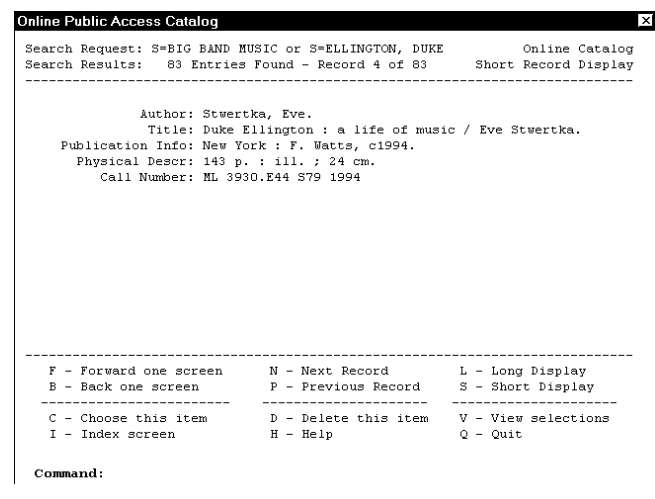 Online Public Access Catalog
Search Request: S=BIG BAND MUSIC or S=ELLINGTON, DUKE Online Catalog
Search Results: 83 Entries Found - Record 4 of 83 Short Record Display
Author: Stwertka, Eve.
Title: Duke Ellington : a life of music / Eve Stwertka.
Publication Info: New York : F. Watts, c1994.
Physical Descr: 143 p. : ill. ; 24 cm.
Call Number: ML 3930.E44 S79 1994
F - Forward one screen N - Next Record L - Long Display
B - Back one screen P - Previous Record S - Short Display
C - Choose this item D - Delete this item V - View selections
I - Index screen H - Help Q - Quit
Command: